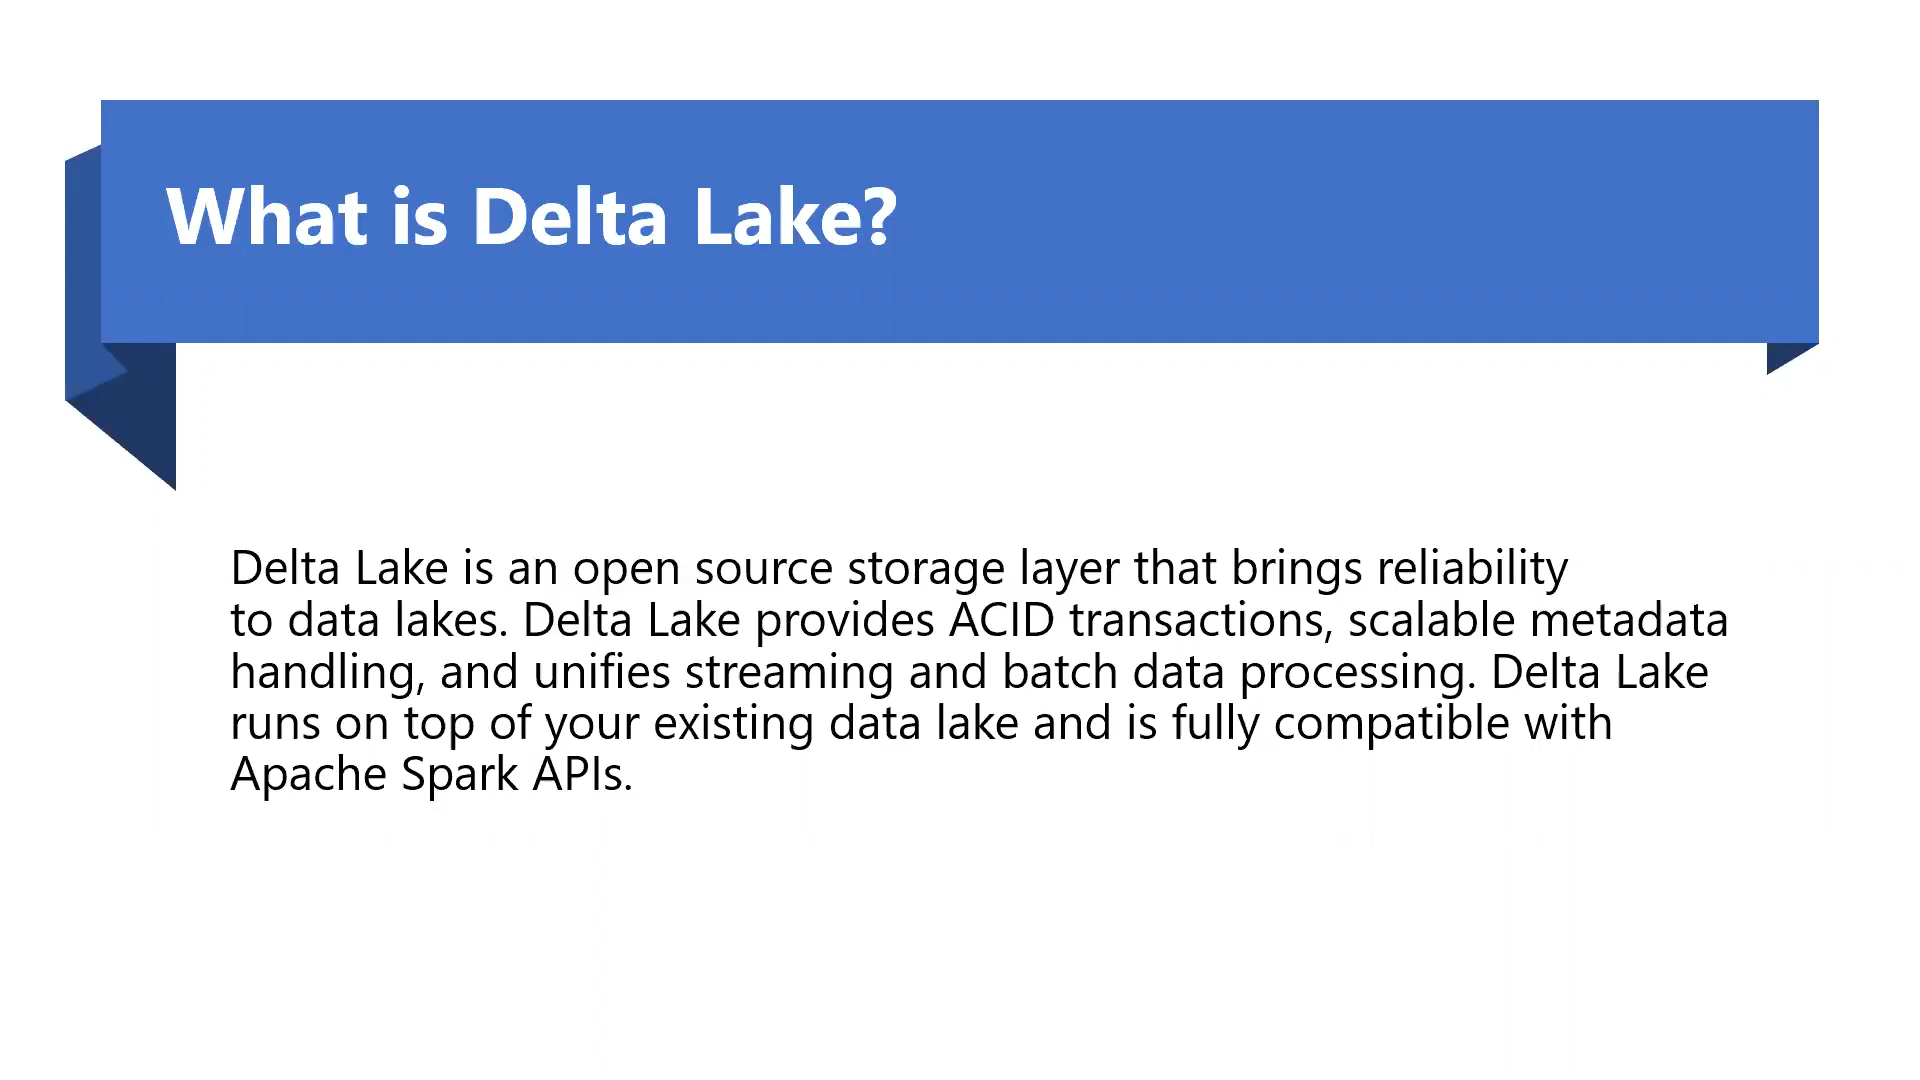 What is Delta Lake?
Delta Lake is an open source storage layer that brings reliability
to data lakes. Delta Lake provides ACID transactions, scalable metadata
handling, and unifies streaming and batch data processing. Delta Lake
runs on top of your existing data lake and is fully compatible with
Apache Spark APIs.